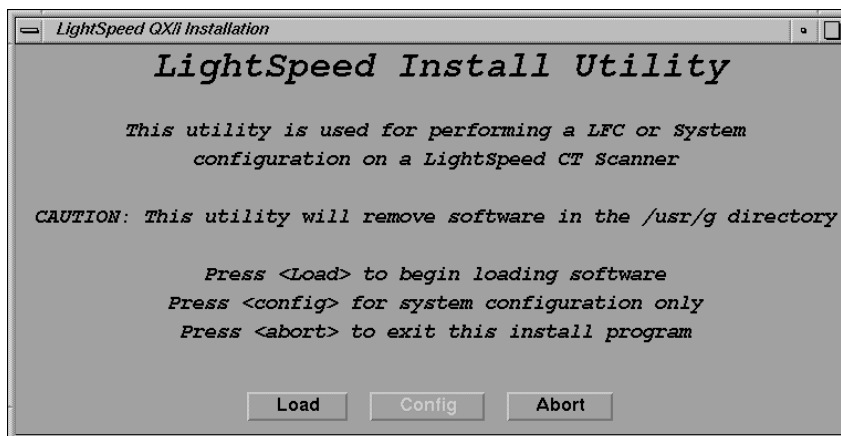 LightSpeed QX/i Installation
LightSpeed Install Utility
This utility is used for performing a LFC or System
configuration on a LightSpeed CT Scanner
CAUTION: This utility will remove software in the /usr/g directory
Press <Load> to begin loading software
Press <config> for system configuration only
Press <abort> to exit this install program
Load Config Abort